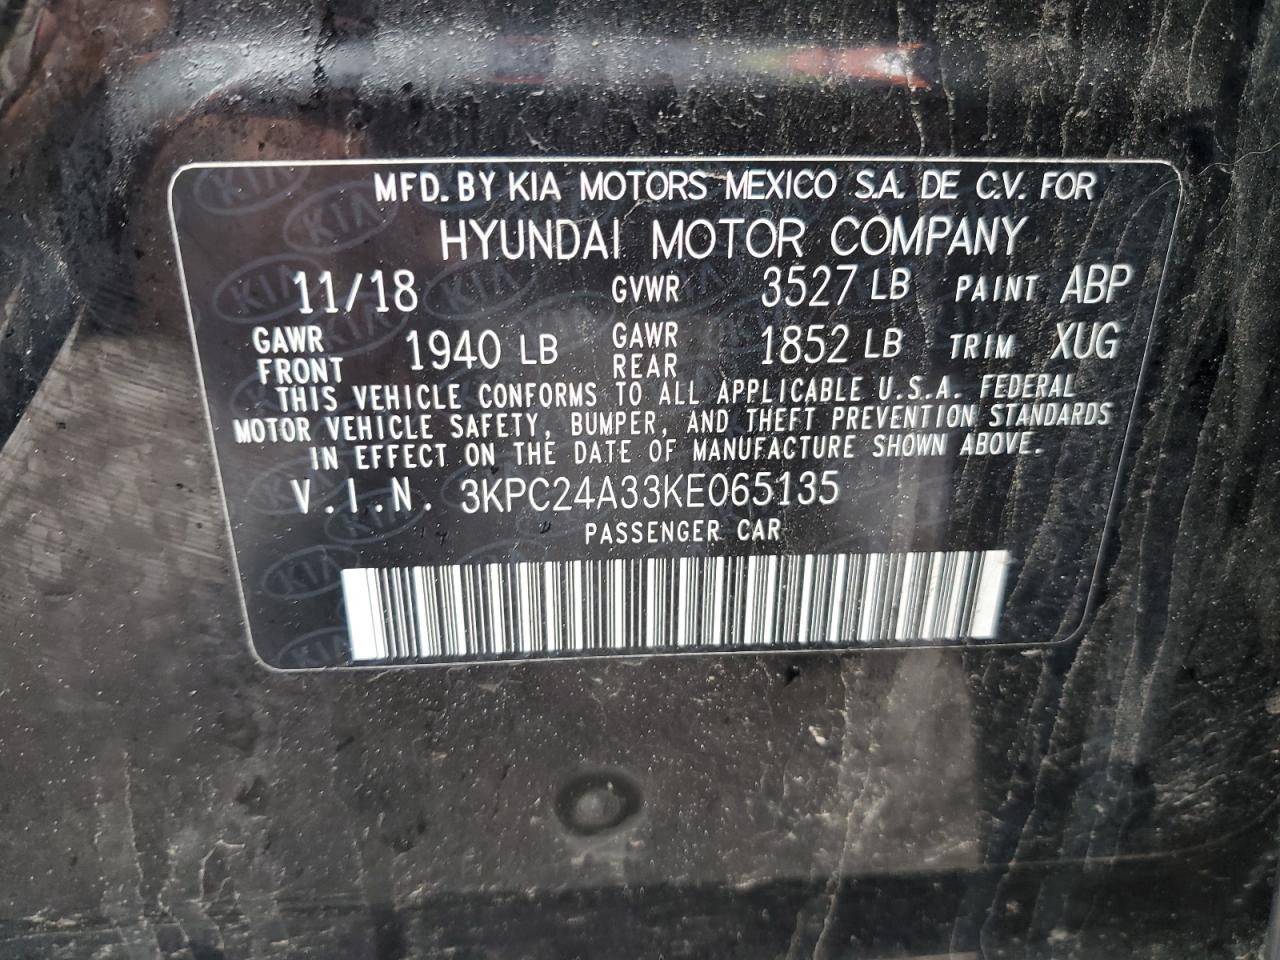 MFD. BY KIA MOTORS MEXICO S.A. DE C.V. FOR
HYUNDAI MOTOR COMPANY
11/18 GVWR 3527 LB PAINT ABP
GAWR FRONT 1940 LB GAWR REAR 1852 LB TRIM XUG
THIS VEHICLE CONFORMS TO ALL APPLICABLE U.S.A. FEDERAL
MOTOR VEHICLE SAFETY, BUMPER, AND THEFT PREVENTION STANDARDS
IN EFFECT ON THE DATE OF MANUFACTURE SHOWN ABOVE.
V.I.N. 3KPC24A33KE065135
PASSENGER CAR